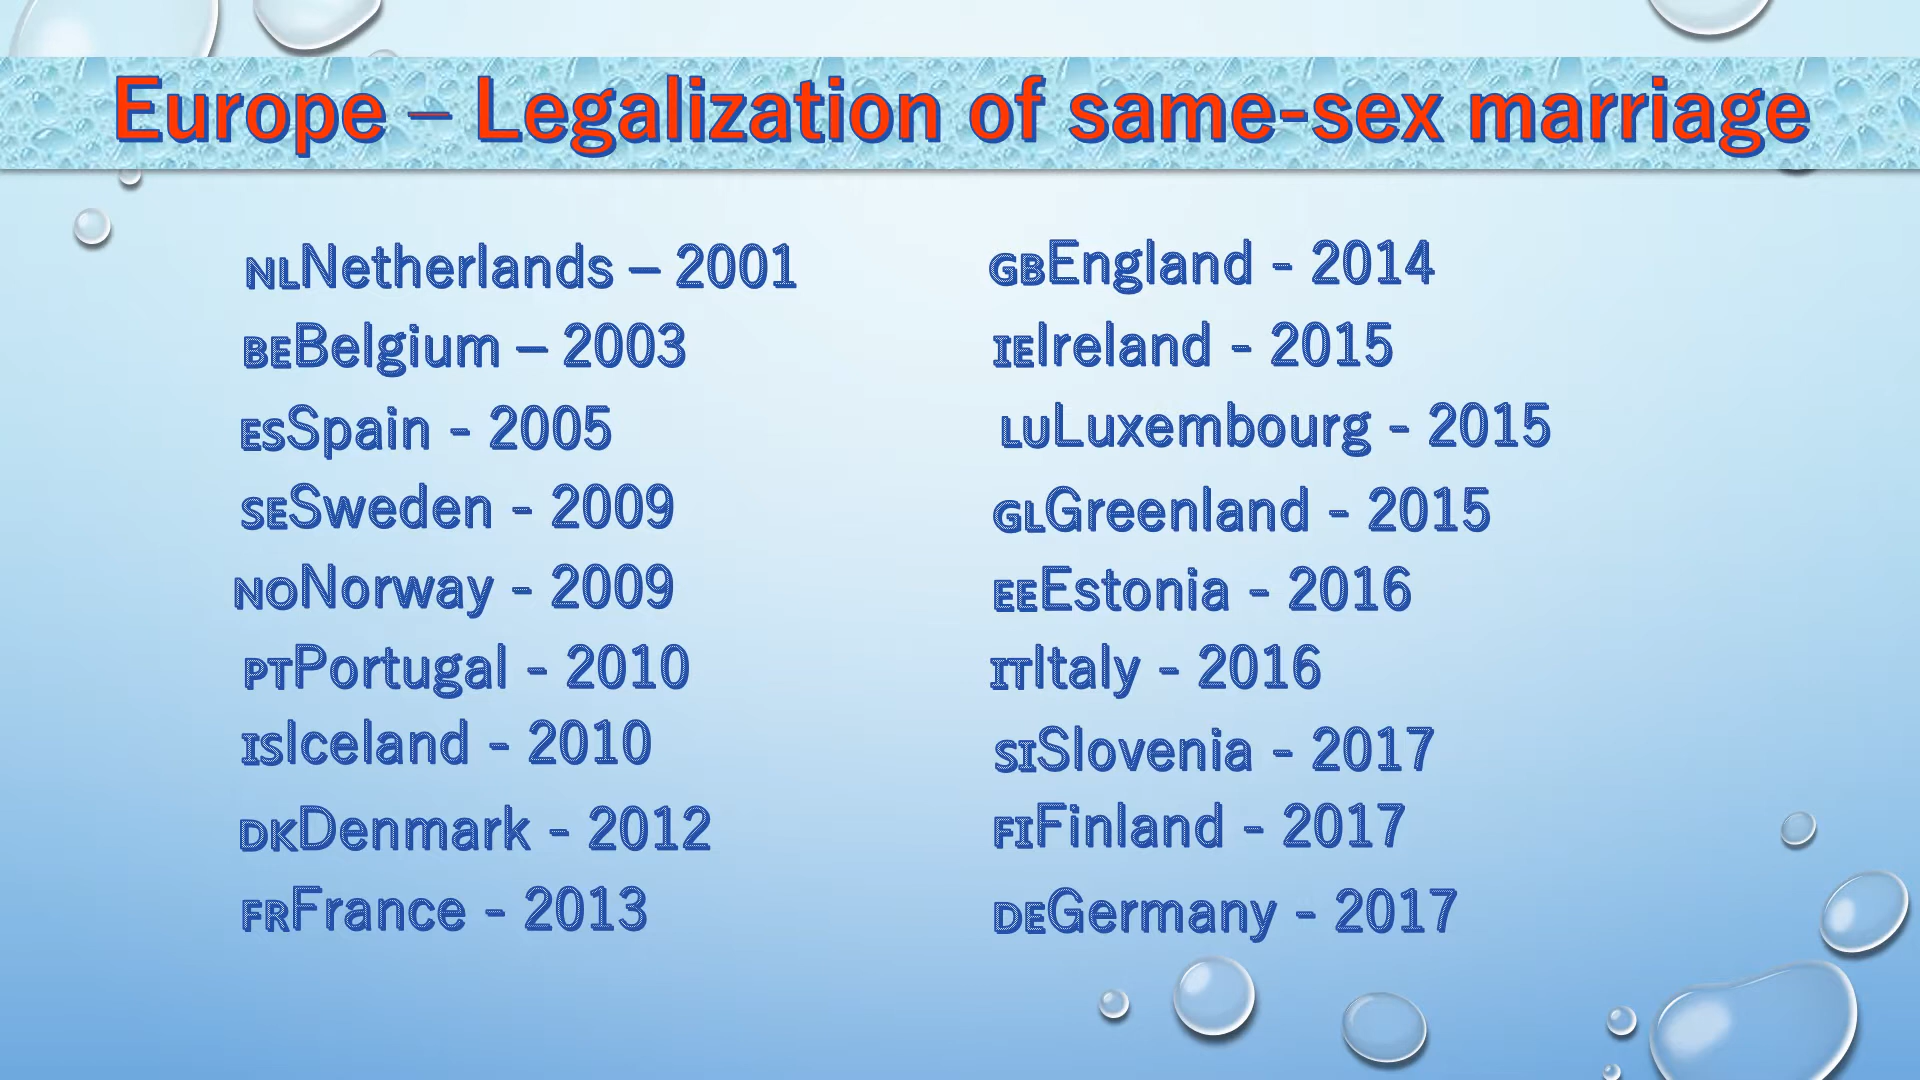 Europe – Legalization of same-sex marriage
NLNetherlands – 2001
BEBelgium – 2003
ESSpain - 2005
SESweden - 2009
NONorway - 2009
PTPortugal - 2010
ISIceland - 2010
DKDenmark - 2012
FRFrance - 2013
GBEngland - 2014
IEIreland - 2015
LULuxembourg - 2015
GLGreenland - 2015
EEEstonia - 2016
ITItaly - 2016
SISlovenia - 2017
FIFinland - 2017
DEGermany - 2017